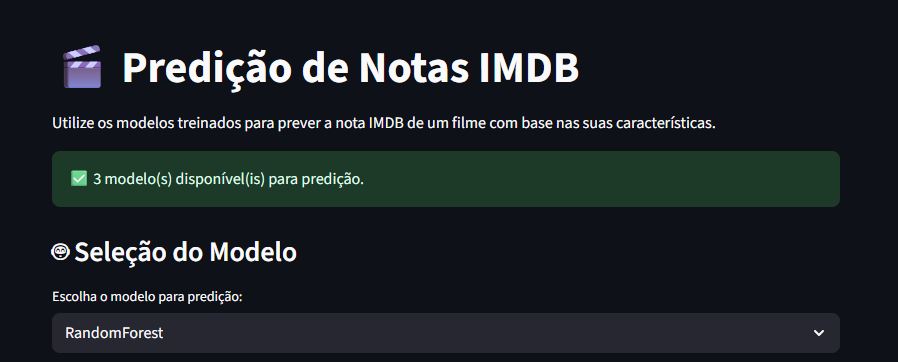 Predição de Notas IMDB
Utilize os modelos treinados para prever a nota IMDB de um filme com base nas suas características.
✅ 3 modelo(s) disponível(is) para predição.
Seleção do Modelo
Escolha o modelo para predição:
RandomForest